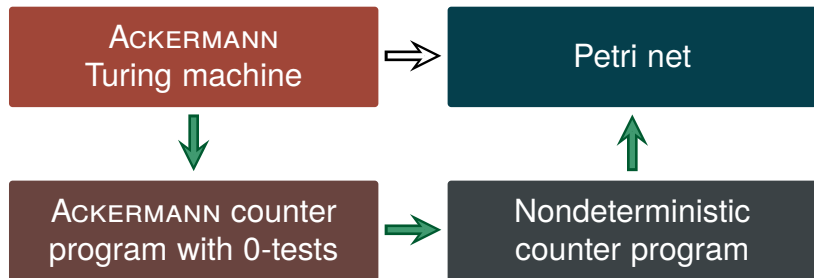 ACKERMANN
Turing machine
Petri net
ACKERMANN counter
program with 0-tests
Nondeterministic
counter program